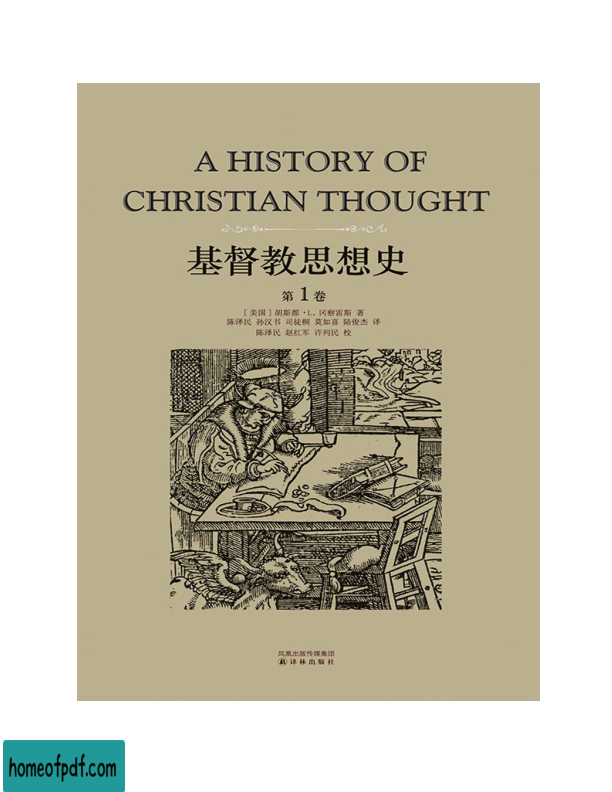 A HISTORY OF
CHRISTIAN THOUGHT
基督教思想史
第1卷
[美国]胡斯都·L.冈察雷斯 著
陈泽民 孙汉书 司徒桐 莫如喜 陆俊杰 译
陈泽民 赵红军 许列民 校
凤凰出版传媒集团
译林出版社
homeofpdf.com